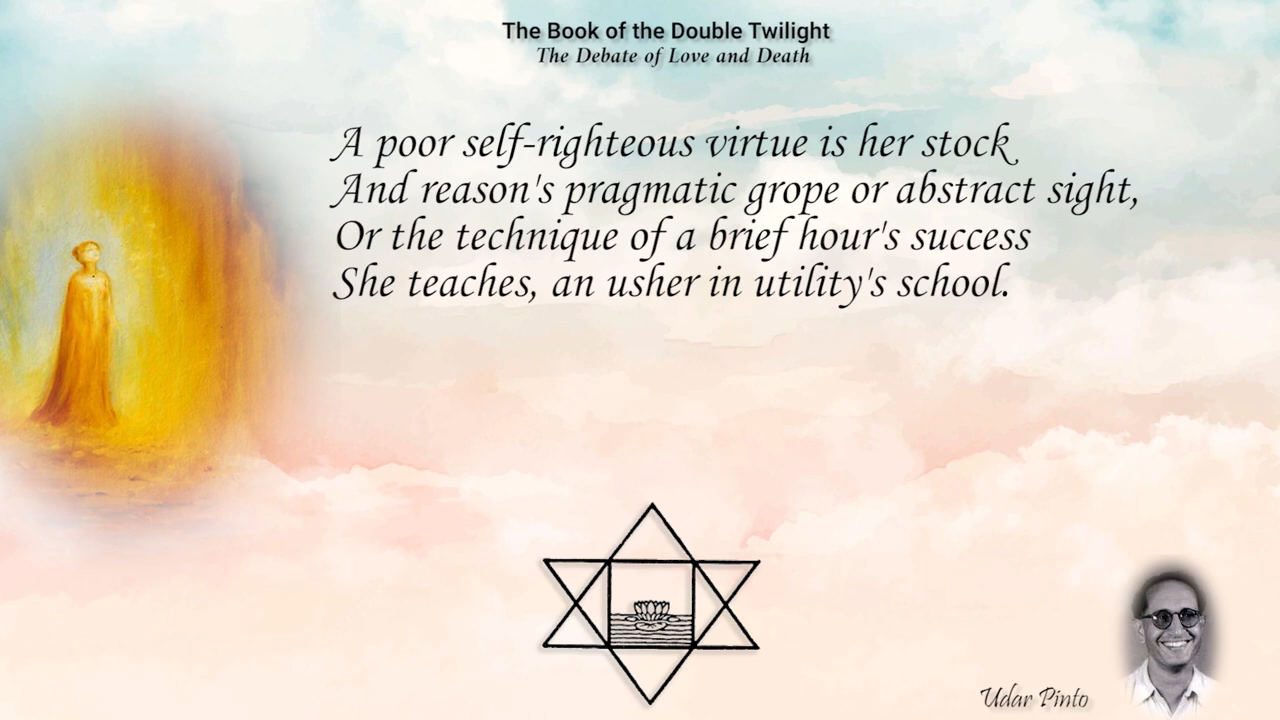 The Book of the Double Twilight
The Debate of Love and Death
A poor self-righteous virtue is her stock
And reason's pragmatic grope or abstract sight,
Or the technique of a brief hour's success
She teaches, an usher in utility's school.
Udar Pinto